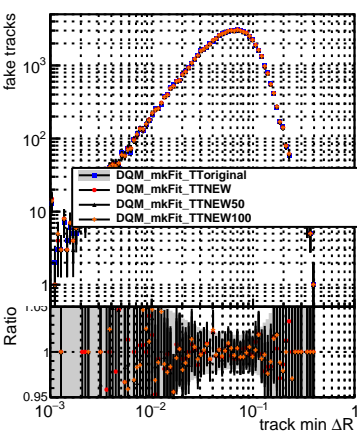 fake tracks
10³
10²
10
1
DQM_mkFit_TToriginal
DQM_mkFit_TTNEW
DQM_mkFit_TTNEW50
DQM_mkFit_TTNEW100
Ratio
1.05
1
0.95
10⁻³
10⁻²
10⁻¹
1
track min ΔR